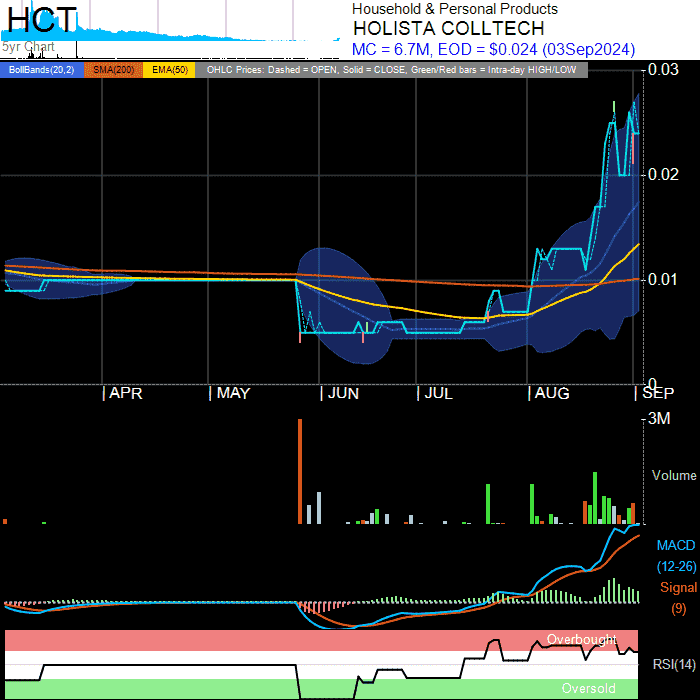 HCT
5yr Chart
Household & Personal Products
HOLISTA COLLTECH
MC = 6.7M, EOD = $0.024 (03Sep2024)
BollBands(20,2) SMA(200) EMA(50) OHLC Prices: Dashed = OPEN, Solid = CLOSE, Green/Red bars = Intra-day HIGH/LOW
0.03
0.02
0.01
0
| APR | MAY | JUN | JUL | AUG | SEP
3M
Volume
MACD
(12-26)
Signal
(9)
Overbought
RSI(14)
Oversold